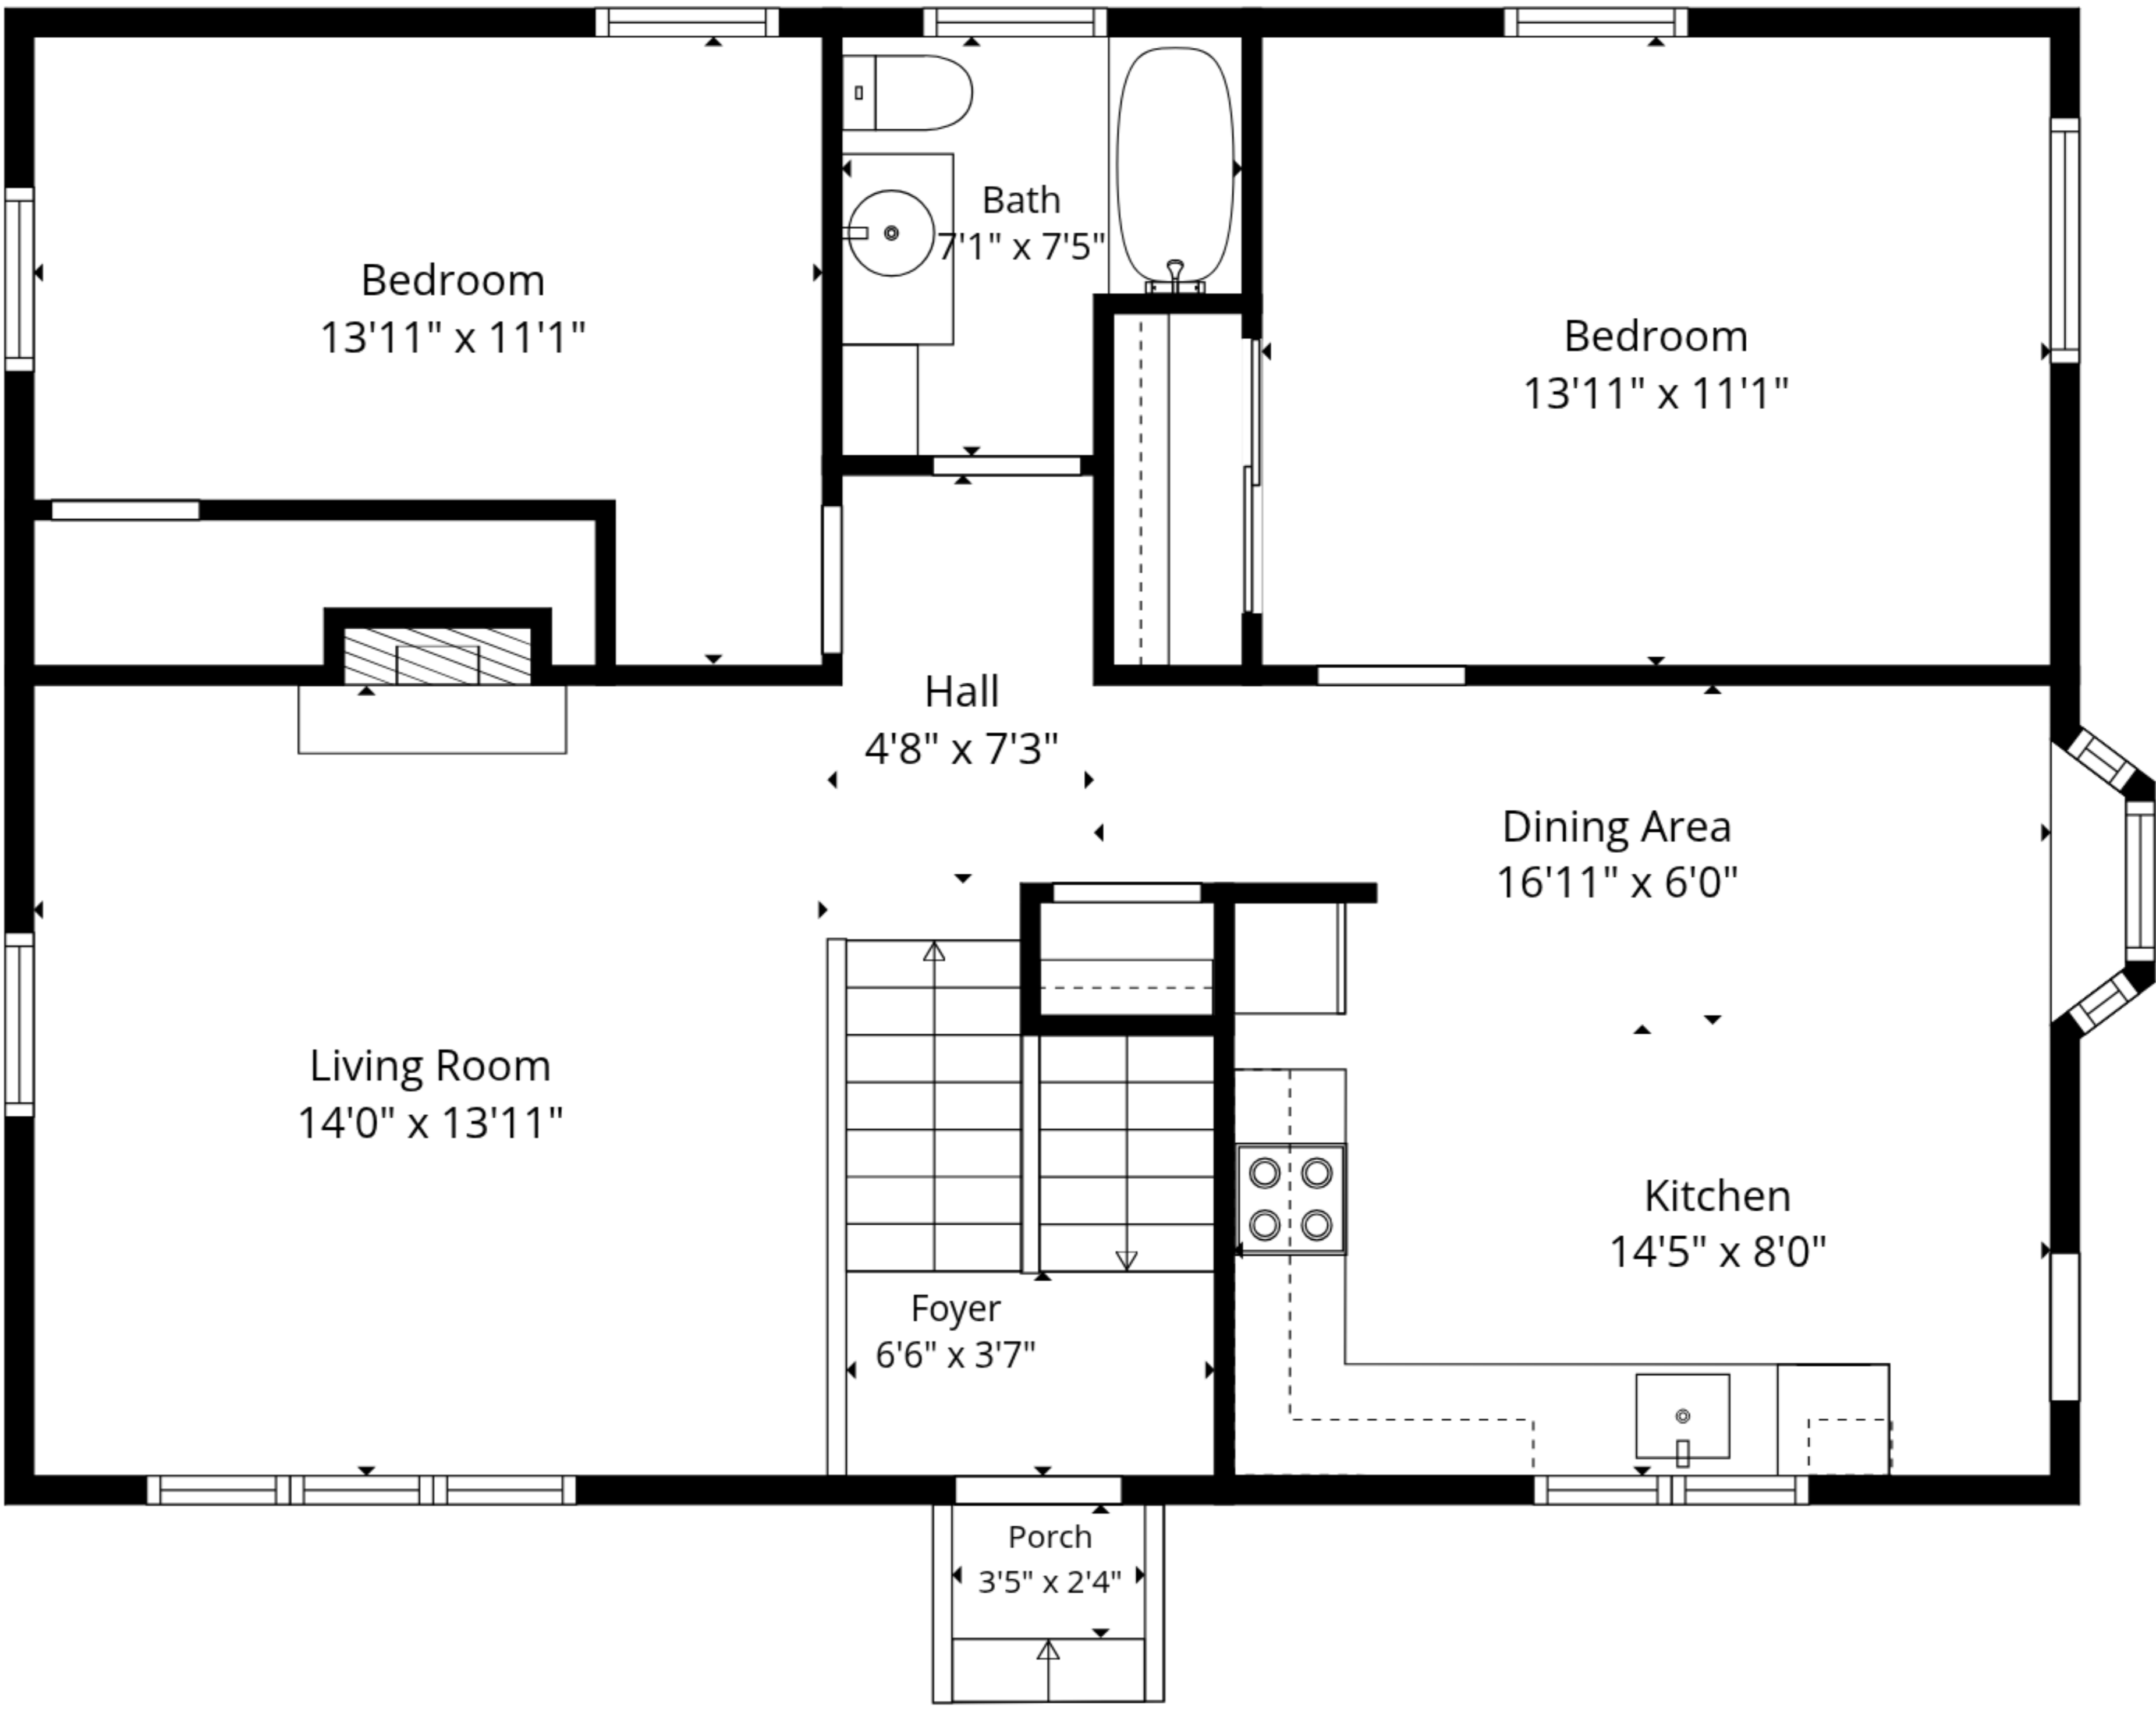 Bath
7'1" x 7'5"
Bedroom
13'11" x 11'1"
Bedroom
13'11" x 11'1"
Hall
4'8" x 7'3"
Dining Area
16'11" x 6'0"
Living Room
14'0" x 13'11"
Kitchen
14'5" x 8'0"
Foyer
6'6" x 3'7"
Porch
3'5" x 2'4"